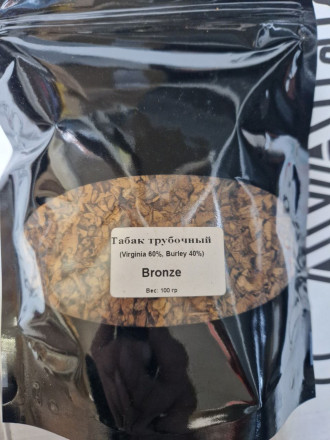 Табак трубочный
(Virginia 60%, Burley 40%)
Bronze
Вес: 100 гр